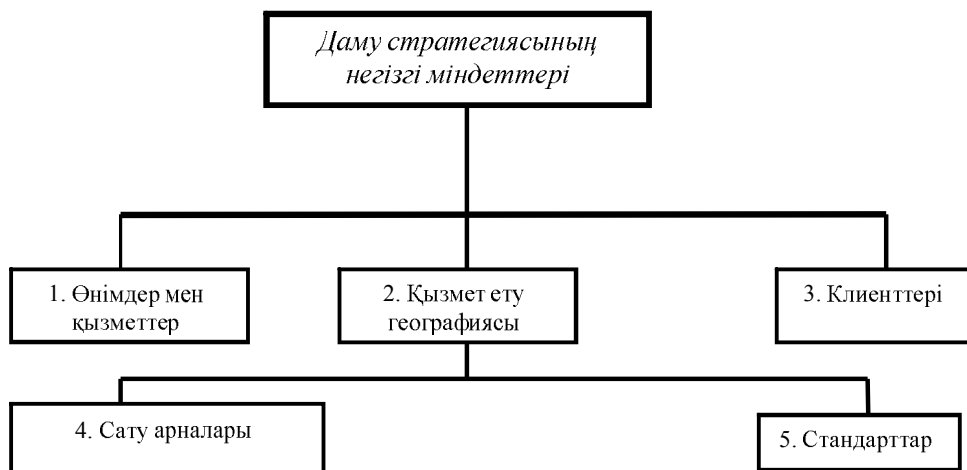 Даму стратегиясының
негізгі міндеттері
1. Өнімдер мен
қызметтер
2. Қызмет ету
географиясы
3. Клиенттері
4. Сату арналары
5. Стандарттар